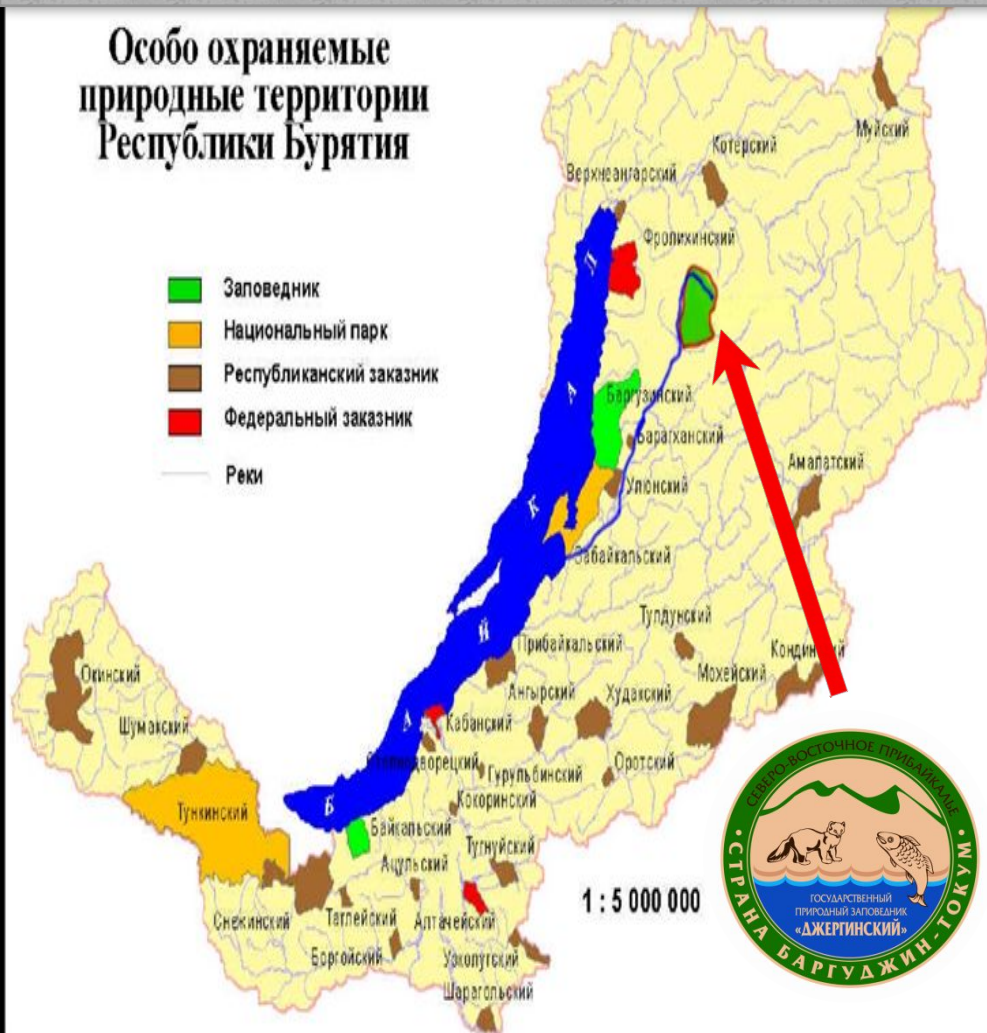 Особо охраняемые
природные территории
Республики Бурятия
Заповедник
Национальный парк
Республиканский заказник
Федеральный заказник
Реки
Муйский
Котерский
Верхнеангарский
Фролихинский
Баргузинский
Барагханский
Улюнский
Амалатский
Забайкальский
БАЙКАЛ
Тулдунский
Прибайкальский
Кондинский
Мохейский
Ангырский
Худакский
Окинский
Шумакский
Кабанский
Гурульбинский
Оротский
Кокоринский
Тункинский
Байкальский
Тугнуйский
Ацульский
Снежинский
Таглейский
Алтачейский
Боргойский
Узколугский
Шарагольский
1 : 5 000 000
СЕВЕРО-ВОСТОЧНОЕ ПРИБАЙКАЛЬЕ
ГОСУДАРСТВЕННЫЙ
ПРИРОДНЫЙ ЗАПОВЕДНИК
«ДЖЕРГИНСКИЙ»
• СТРАНА БАРГУДЖИН-ТОКУМ •